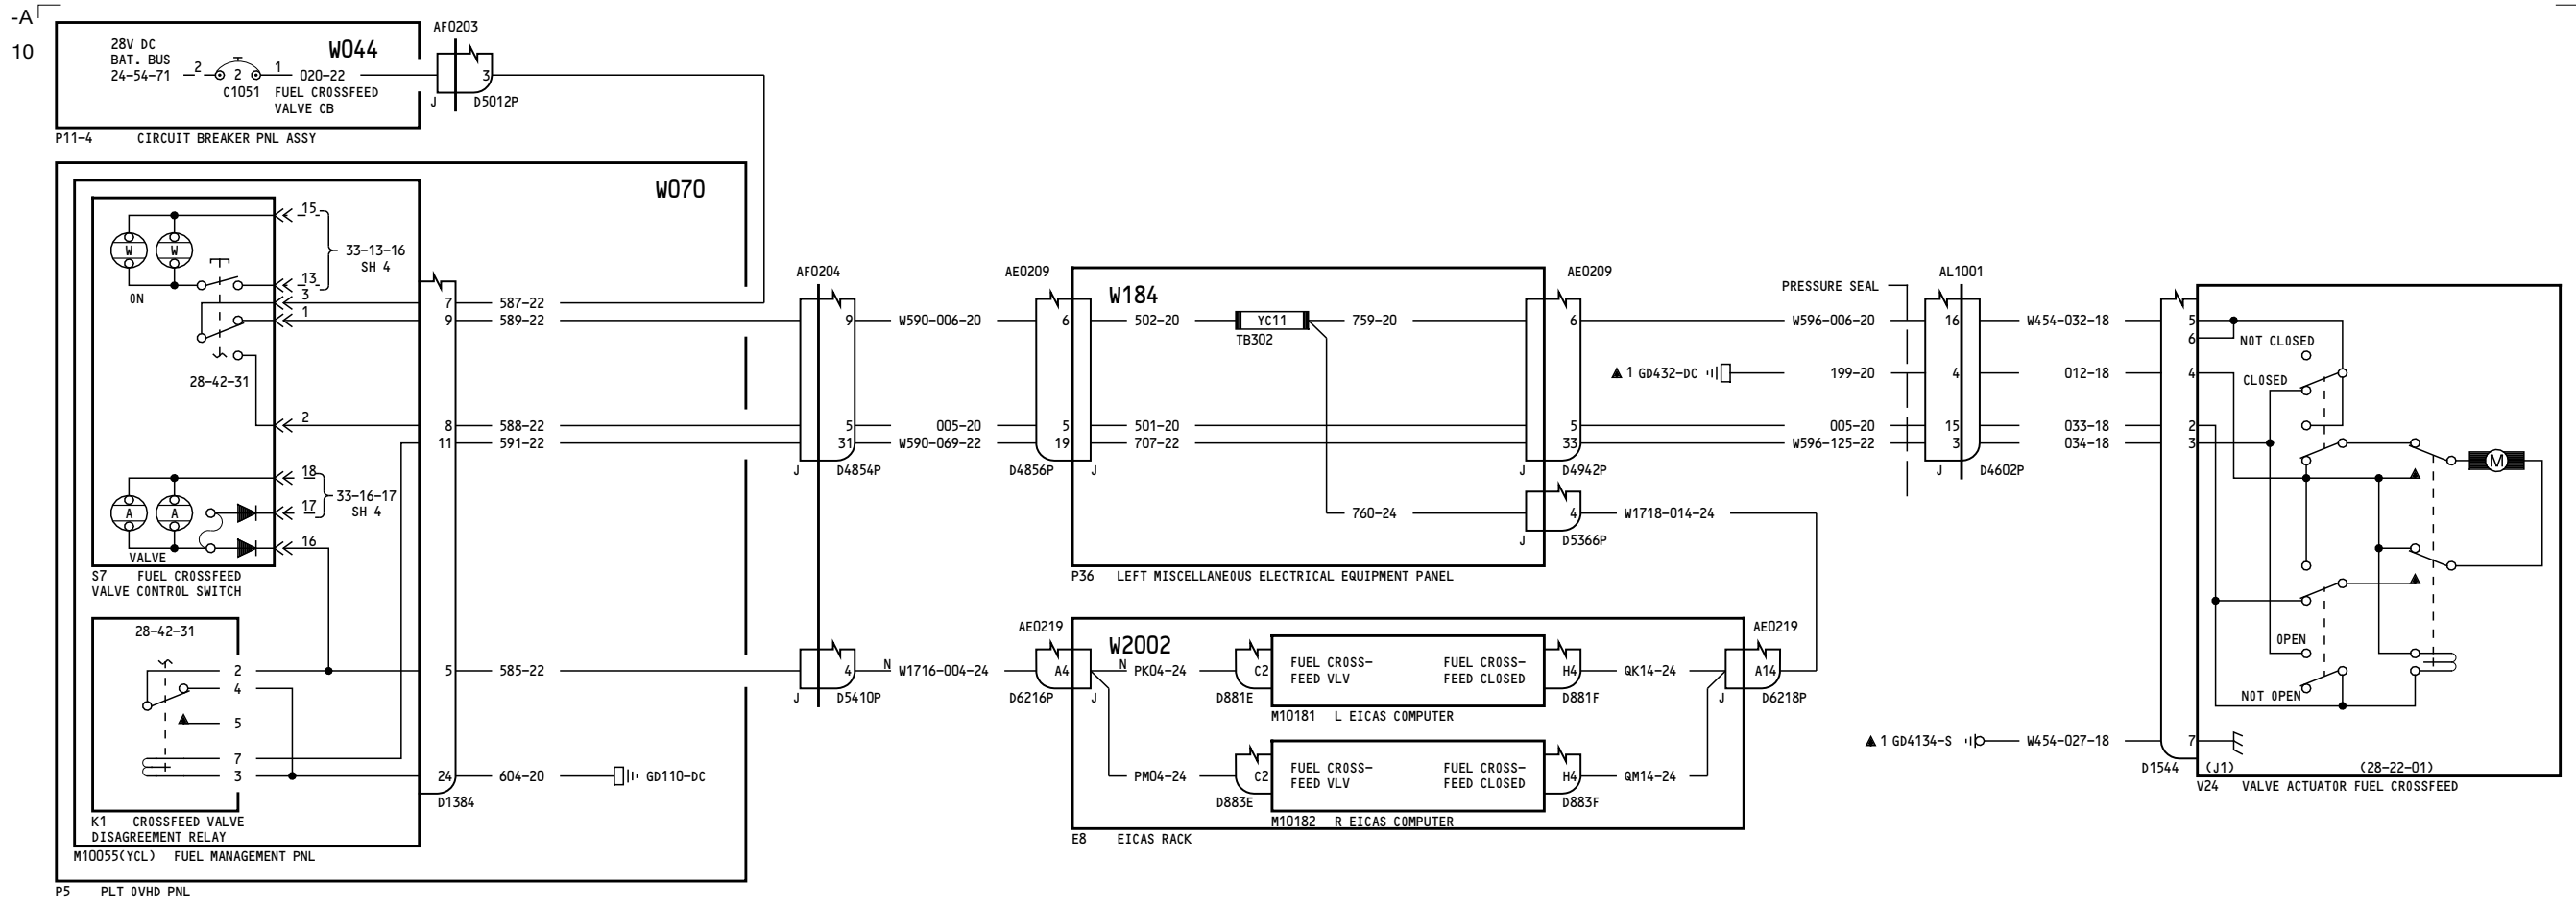 -A
10
28V DC
BAT. BUS
24-54-71
2
2
1
020-22
C1051
FUEL CROSSFEED
VALVE CB
W044
P11-4 CIRCUIT BREAKER PNL ASSY
AF0203
3
J
D5012P
W070
W
W
ON
15
13
33-13-16
SH 4
3
1
28-42-31
2
18
17
33-16-17
SH 4
16
A
A
VALVE
S7 FUEL CROSSFEED
VALVE CONTROL SWITCH
28-42-31
2
4
5
7
3
K1 CROSSFEED VALVE
DISAGREEMENT RELAY
M10055(YCL) FUEL MANAGEMENT PNL
P5 PLT OVHD PNL
7 587-22
9 589-22
8 588-22
11 591-22
5 585-22
24 604-20 GD110-DC
D1384
AF0204
9 W590-006-20
5 005-20
31 W590-069-22
J D4854P
4 N W1716-004-24
J D5410P
AE0209
6
5
19
D4856P J
W184
502-20 YC11 759-20
TB302
501-20
707-22
760-24
P36 LEFT MISCELLANEOUS ELECTRICAL EQUIPMENT PANEL
AE0209
6
5
33
J D4942P
4 W1718-014-24
J D5366P
AE0219
A4
D6216P J
W2002
N PK04-24
C2
D881E
FUEL CROSS-
FEED VLV
FUEL CROSS-
FEED CLOSED
H4
D881F
QK14-24
M10181 L EICAS COMPUTER
PM04-24
C2
D883E
FUEL CROSS-
FEED VLV
FUEL CROSS-
FEED CLOSED
H4
D883F
QM14-24
M10182 R EICAS COMPUTER
E8 EICAS RACK
AE0219
A14
J D6218P
PRESSURE SEAL
W596-006-20
1 GD432-DC
199-20
005-20
W596-125-22
AL1001
16 W454-032-18
4 012-18
15 033-18
3 034-18
J D4602P
1 GD4134-S W454-027-18
5
6
4
2
3
7
D1544 (J1)
NOT CLOSED
CLOSED
M
OPEN
NOT OPEN
(28-22-01)
V24 VALVE ACTUATOR FUEL CROSSFEED